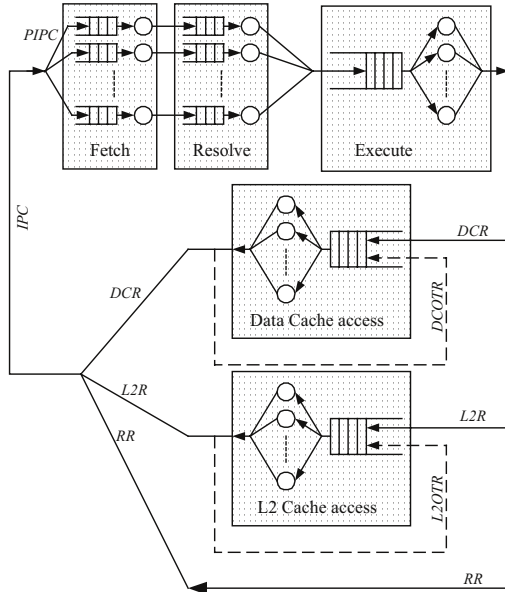 PIPC
Fetch
Resolve
Execute
IPC
DCR
DCR
DCOTR
Data Cache access
L2R
L2R
RR
L2OTR
L2 Cache access
RR